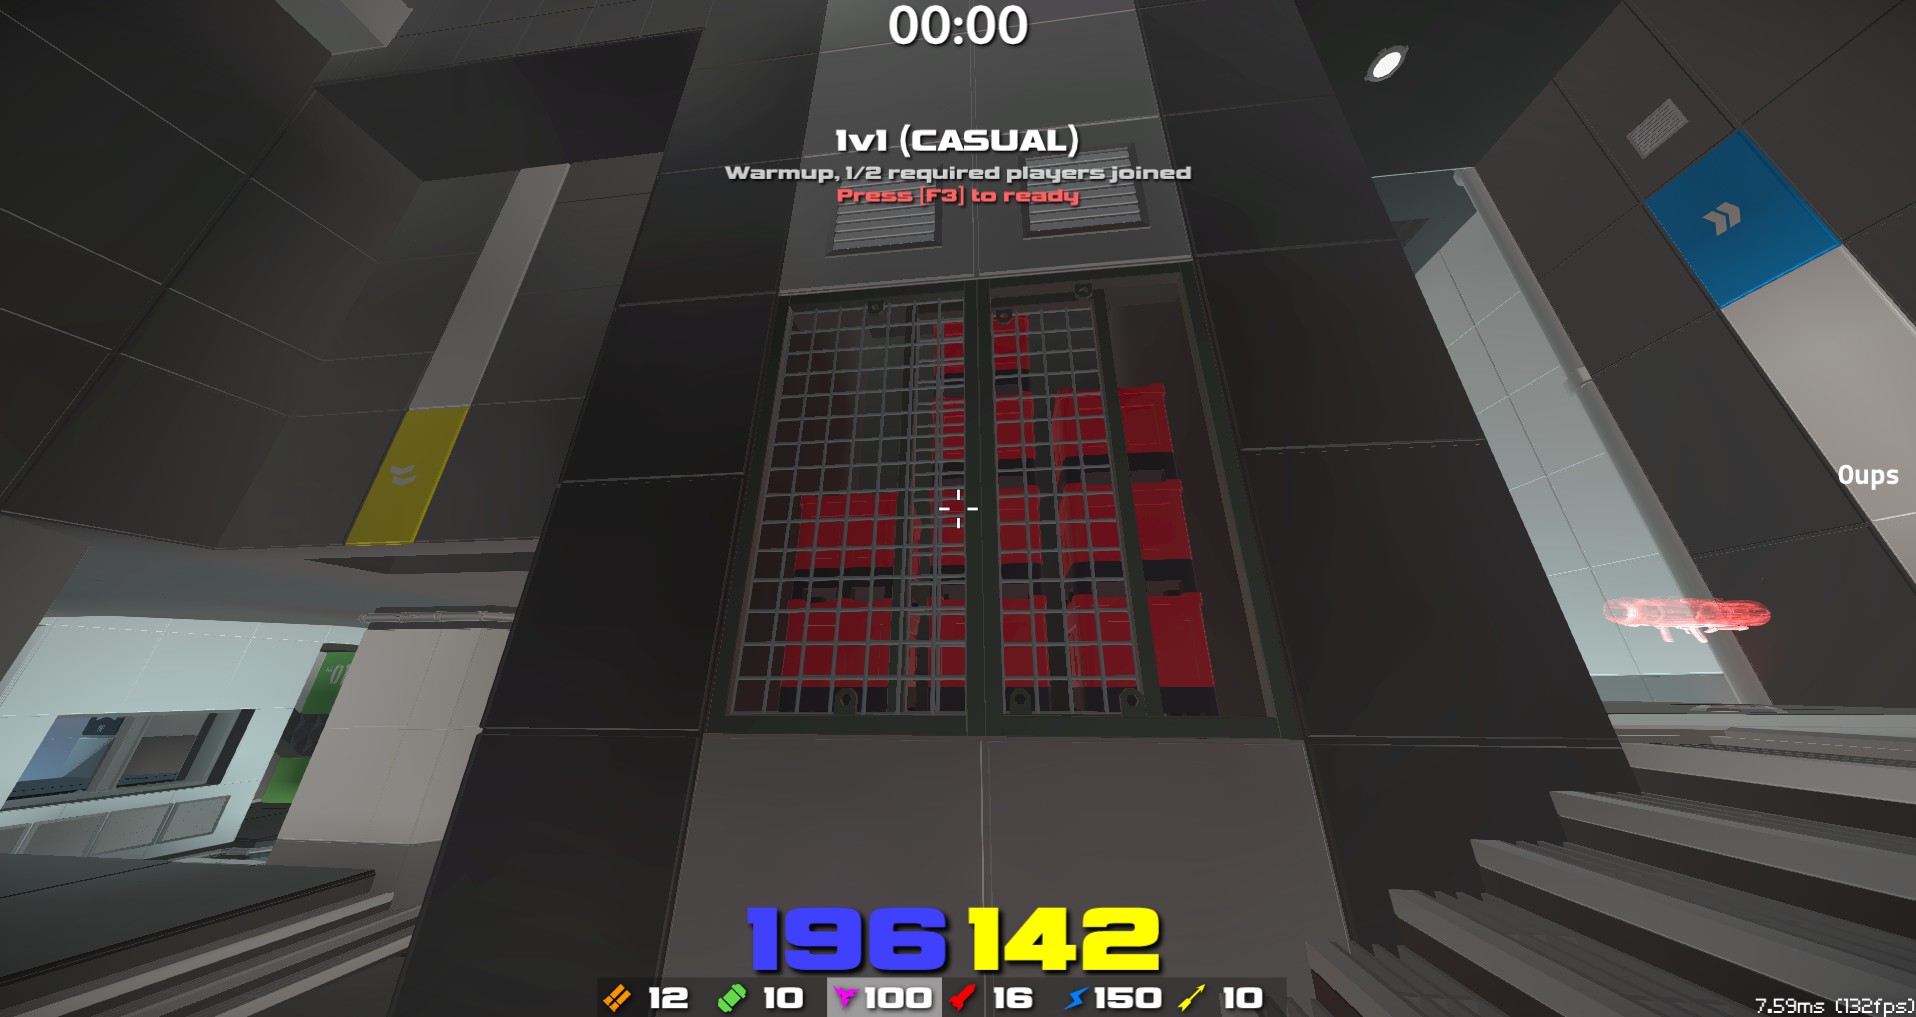 00:00
1v1 (CASUAL)
Warmup, 1/2 required players joined
Press [F3] to ready
Oups
01
196 142
12 10 100 16 150 10
7.59ms (132fps)